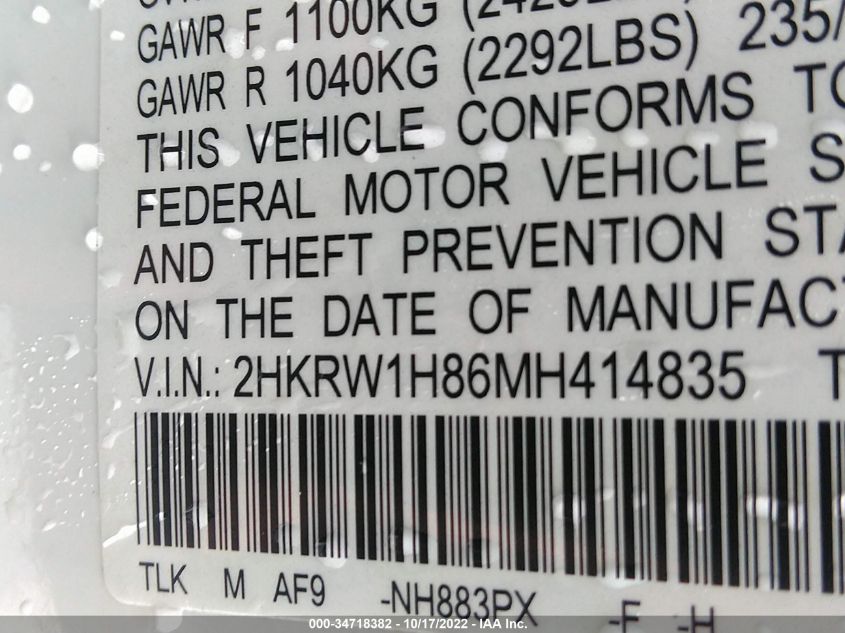 GAWR F 1100KG
GAWR R 1040KG (2292LBS) 235/
THIS VEHICLE CONFORMS TO
FEDERAL MOTOR VEHICLE S
AND THEFT PREVENTION STA
ON THE DATE OF MANUFACT
V.I.N.: 2HKRW1H86MH414835 T
TLK M AF9 -NH883PX -F -H
000-34718382 - 10/17/2022 - IAA Inc.